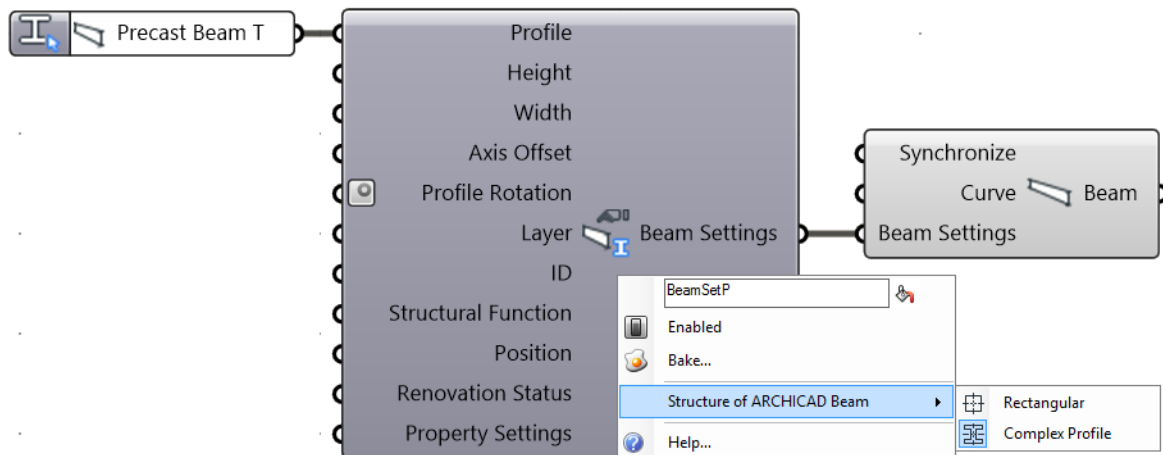 Precast Beam T
Profile
Height
Width
Axis Offset
Profile Rotation
Layer
Beam Settings
ID
Structural Function
Position
Renovation Status
Property Settings
Synchronize
Curve
Beam
Beam Settings
BeamSetP
Enabled
Bake...
Structure of ARCHICAD Beam
Help...
Rectangular
Complex Profile